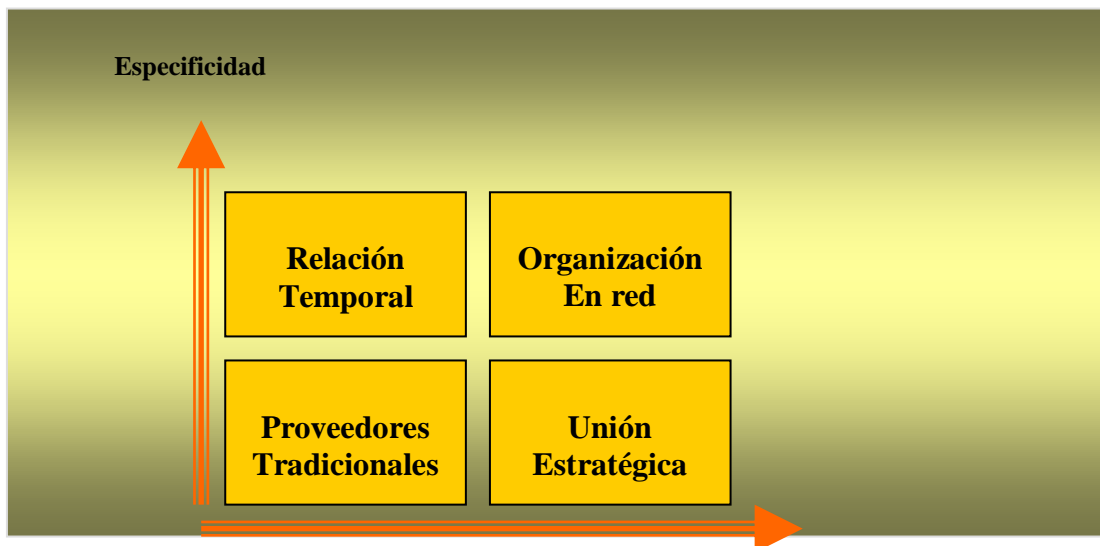 Especificidad
Relación
Temporal
Organización
En red
Proveedores
Tradicionales
Unión
Estratégica